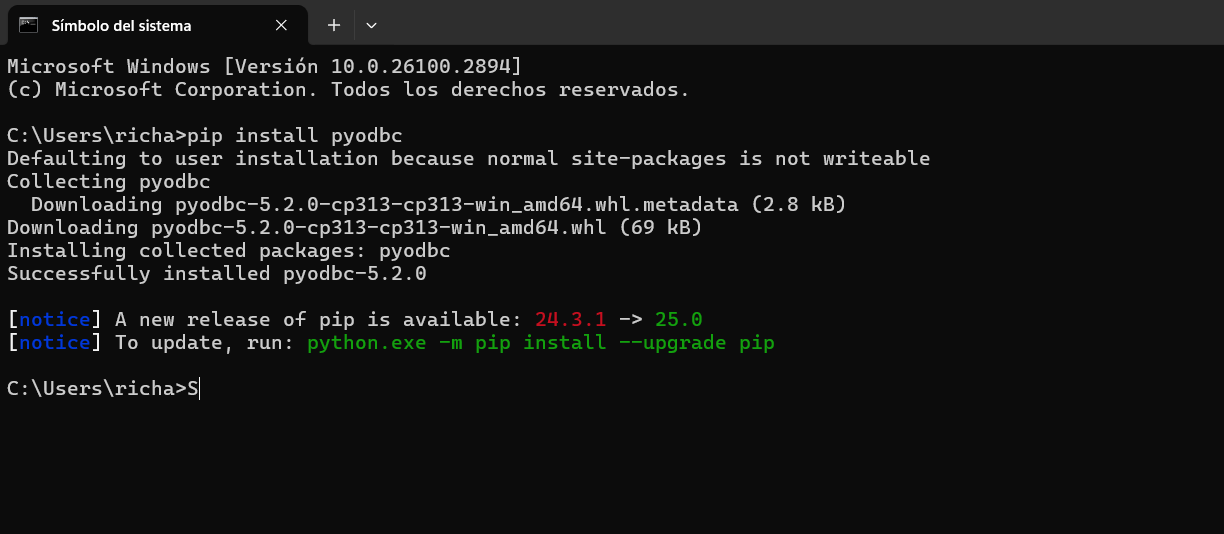 Símbolo del sistema
Microsoft Windows [Versión 10.0.26100.2894]
(c) Microsoft Corporation. Todos los derechos reservados.
C:\Users\richa>pip install pyodbc
Defaulting to user installation because normal site-packages is not writeable
Collecting pyodbc
  Downloading pyodbc-5.2.0-cp313-cp313-win_amd64.whl.metadata (2.8 kB)
Downloading pyodbc-5.2.0-cp313-cp313-win_amd64.whl (69 kB)
Installing collected packages: pyodbc
Successfully installed pyodbc-5.2.0
[notice] A new release of pip is available: 24.3.1 -> 25.0
[notice] To update, run: python.exe -m pip install --upgrade pip
C:\Users\richa>S